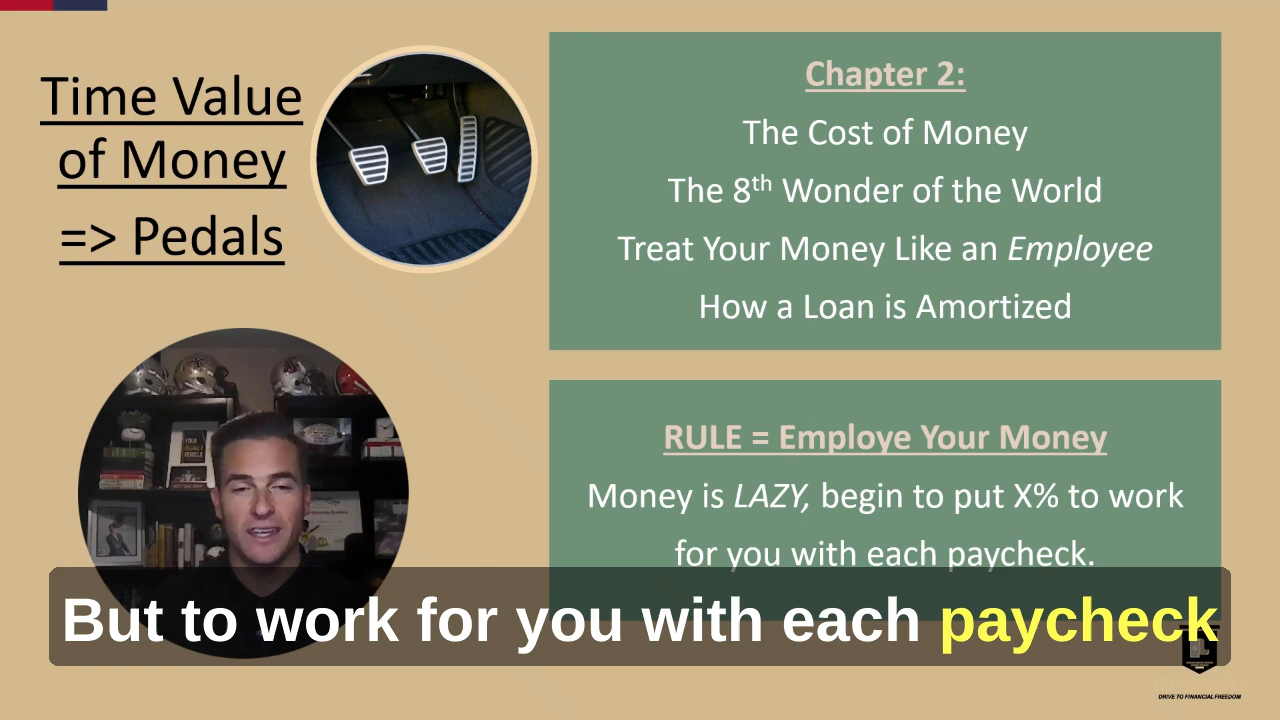 Time Value
of Money
=> Pedals
Chapter 2:
The Cost of Money
The 8th Wonder of the World
Treat Your Money Like an Employee
How a Loan is Amortized
RULE = Employe Your Money
Money is LAZY, begin to put X% to work
for you with each paycheck.
But to work for you with each paycheck
DRIVE TO FINANCIAL FREEDOM